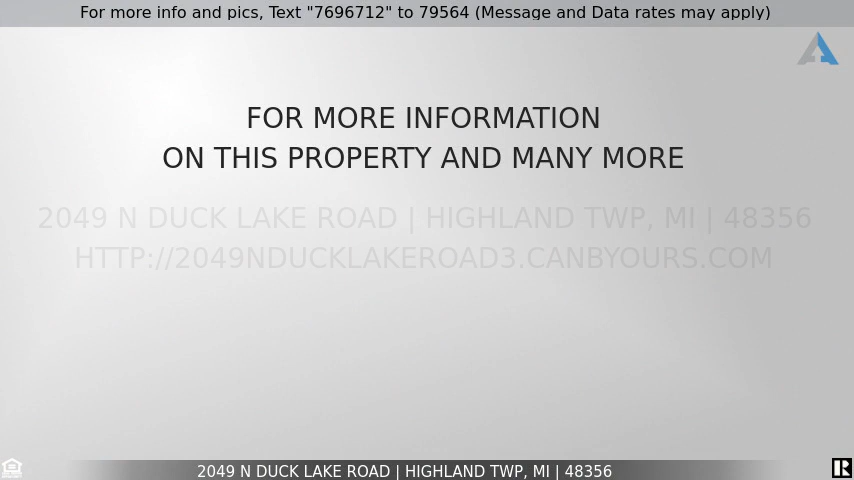 For more info and pics, Text "7696712" to 79564 (Message and Data rates may apply)
FOR MORE INFORMATION
ON THIS PROPERTY AND MANY MORE
2049 N DUCK LAKE ROAD | HIGHLAND TWP, MI | 48356
HTTP://2049NDUCKLAKEROAD3.CANBYOURS.COM
2049 N DUCK LAKE ROAD | HIGHLAND TWP, MI | 48356